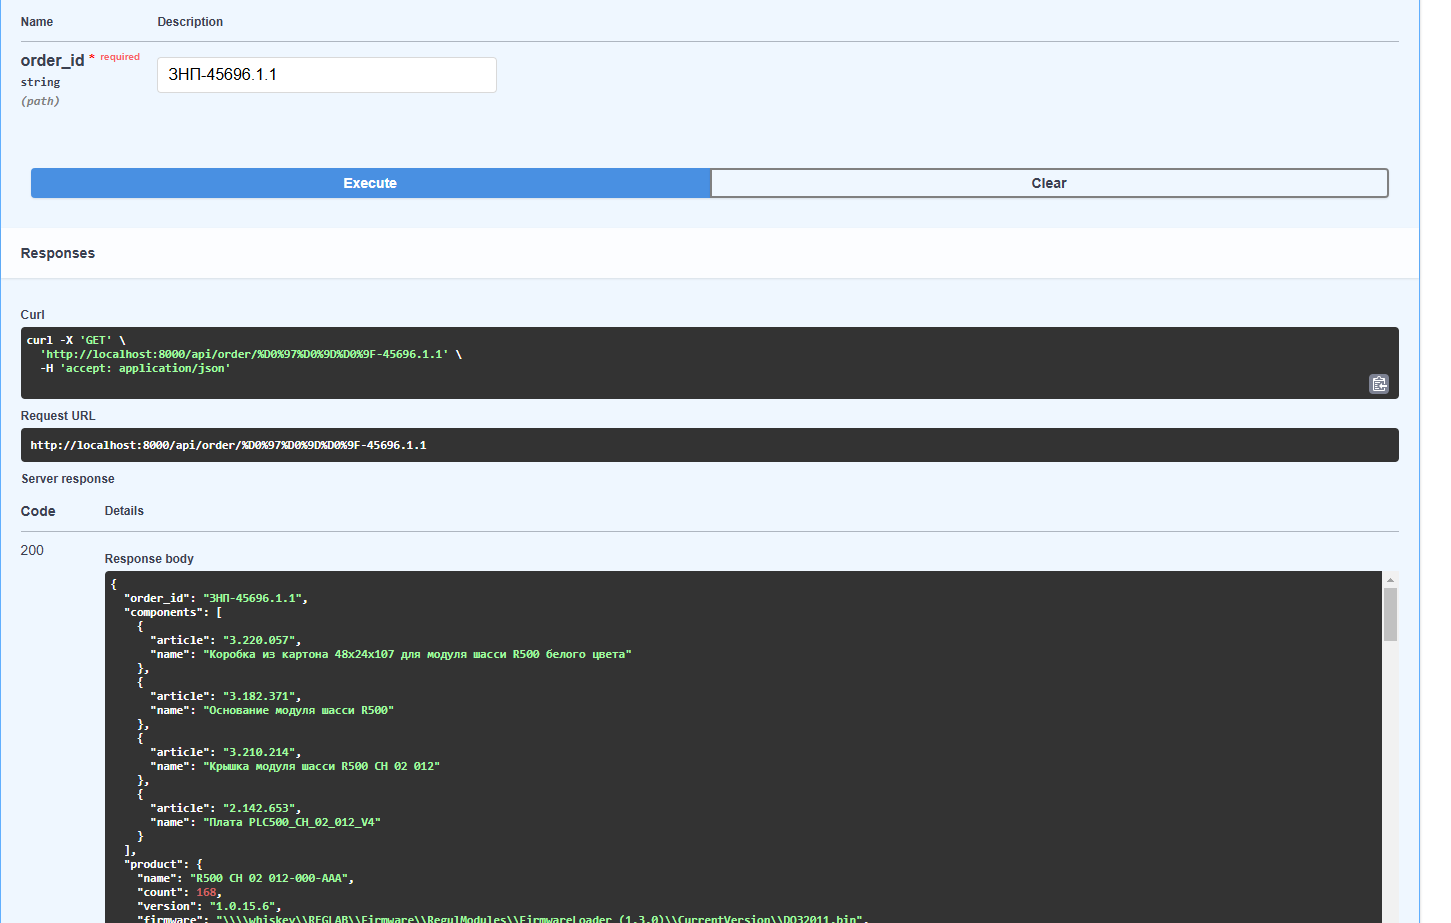 Name Description
order_id * required
string
(path)
ЗНП-45696.1.1
Execute Clear
Responses
Curl
curl -X 'GET' \
'http://localhost:8000/api/order/%D0%97%D0%9D%D0%9F-45696.1.1' \
-H 'accept: application/json'
Request URL
http://localhost:8000/api/order/%D0%97%D0%9D%D0%9F-45696.1.1
Server response
Code Details
200
Response body
{
"order_id": "ЗНП-45696.1.1",
"components": [
{
"article": "3.220.057",
"name": "Коробка из картона 48х24х107 для модуля шасси R500 белого цвета"
},
{
"article": "3.182.371",
"name": "Основание модуля шасси R500"
},
{
"article": "3.210.214",
"name": "Крышка модуля шасси R500 CH 02 012"
},
{
"article": "2.142.653",
"name": "Плата PLC500_CH_02_012_V4"
}
],
"product": {
"name": "R500 CH 02 012-000-AAA",
"count": 168,
"version": "1.0.15.6",
"firmware": "\\\\whiskey\\REGLAB\\Firmware\\RegulModules\\FirmwareLoader (1.3.0)\\CurrentVersion\\DO32011.bin",